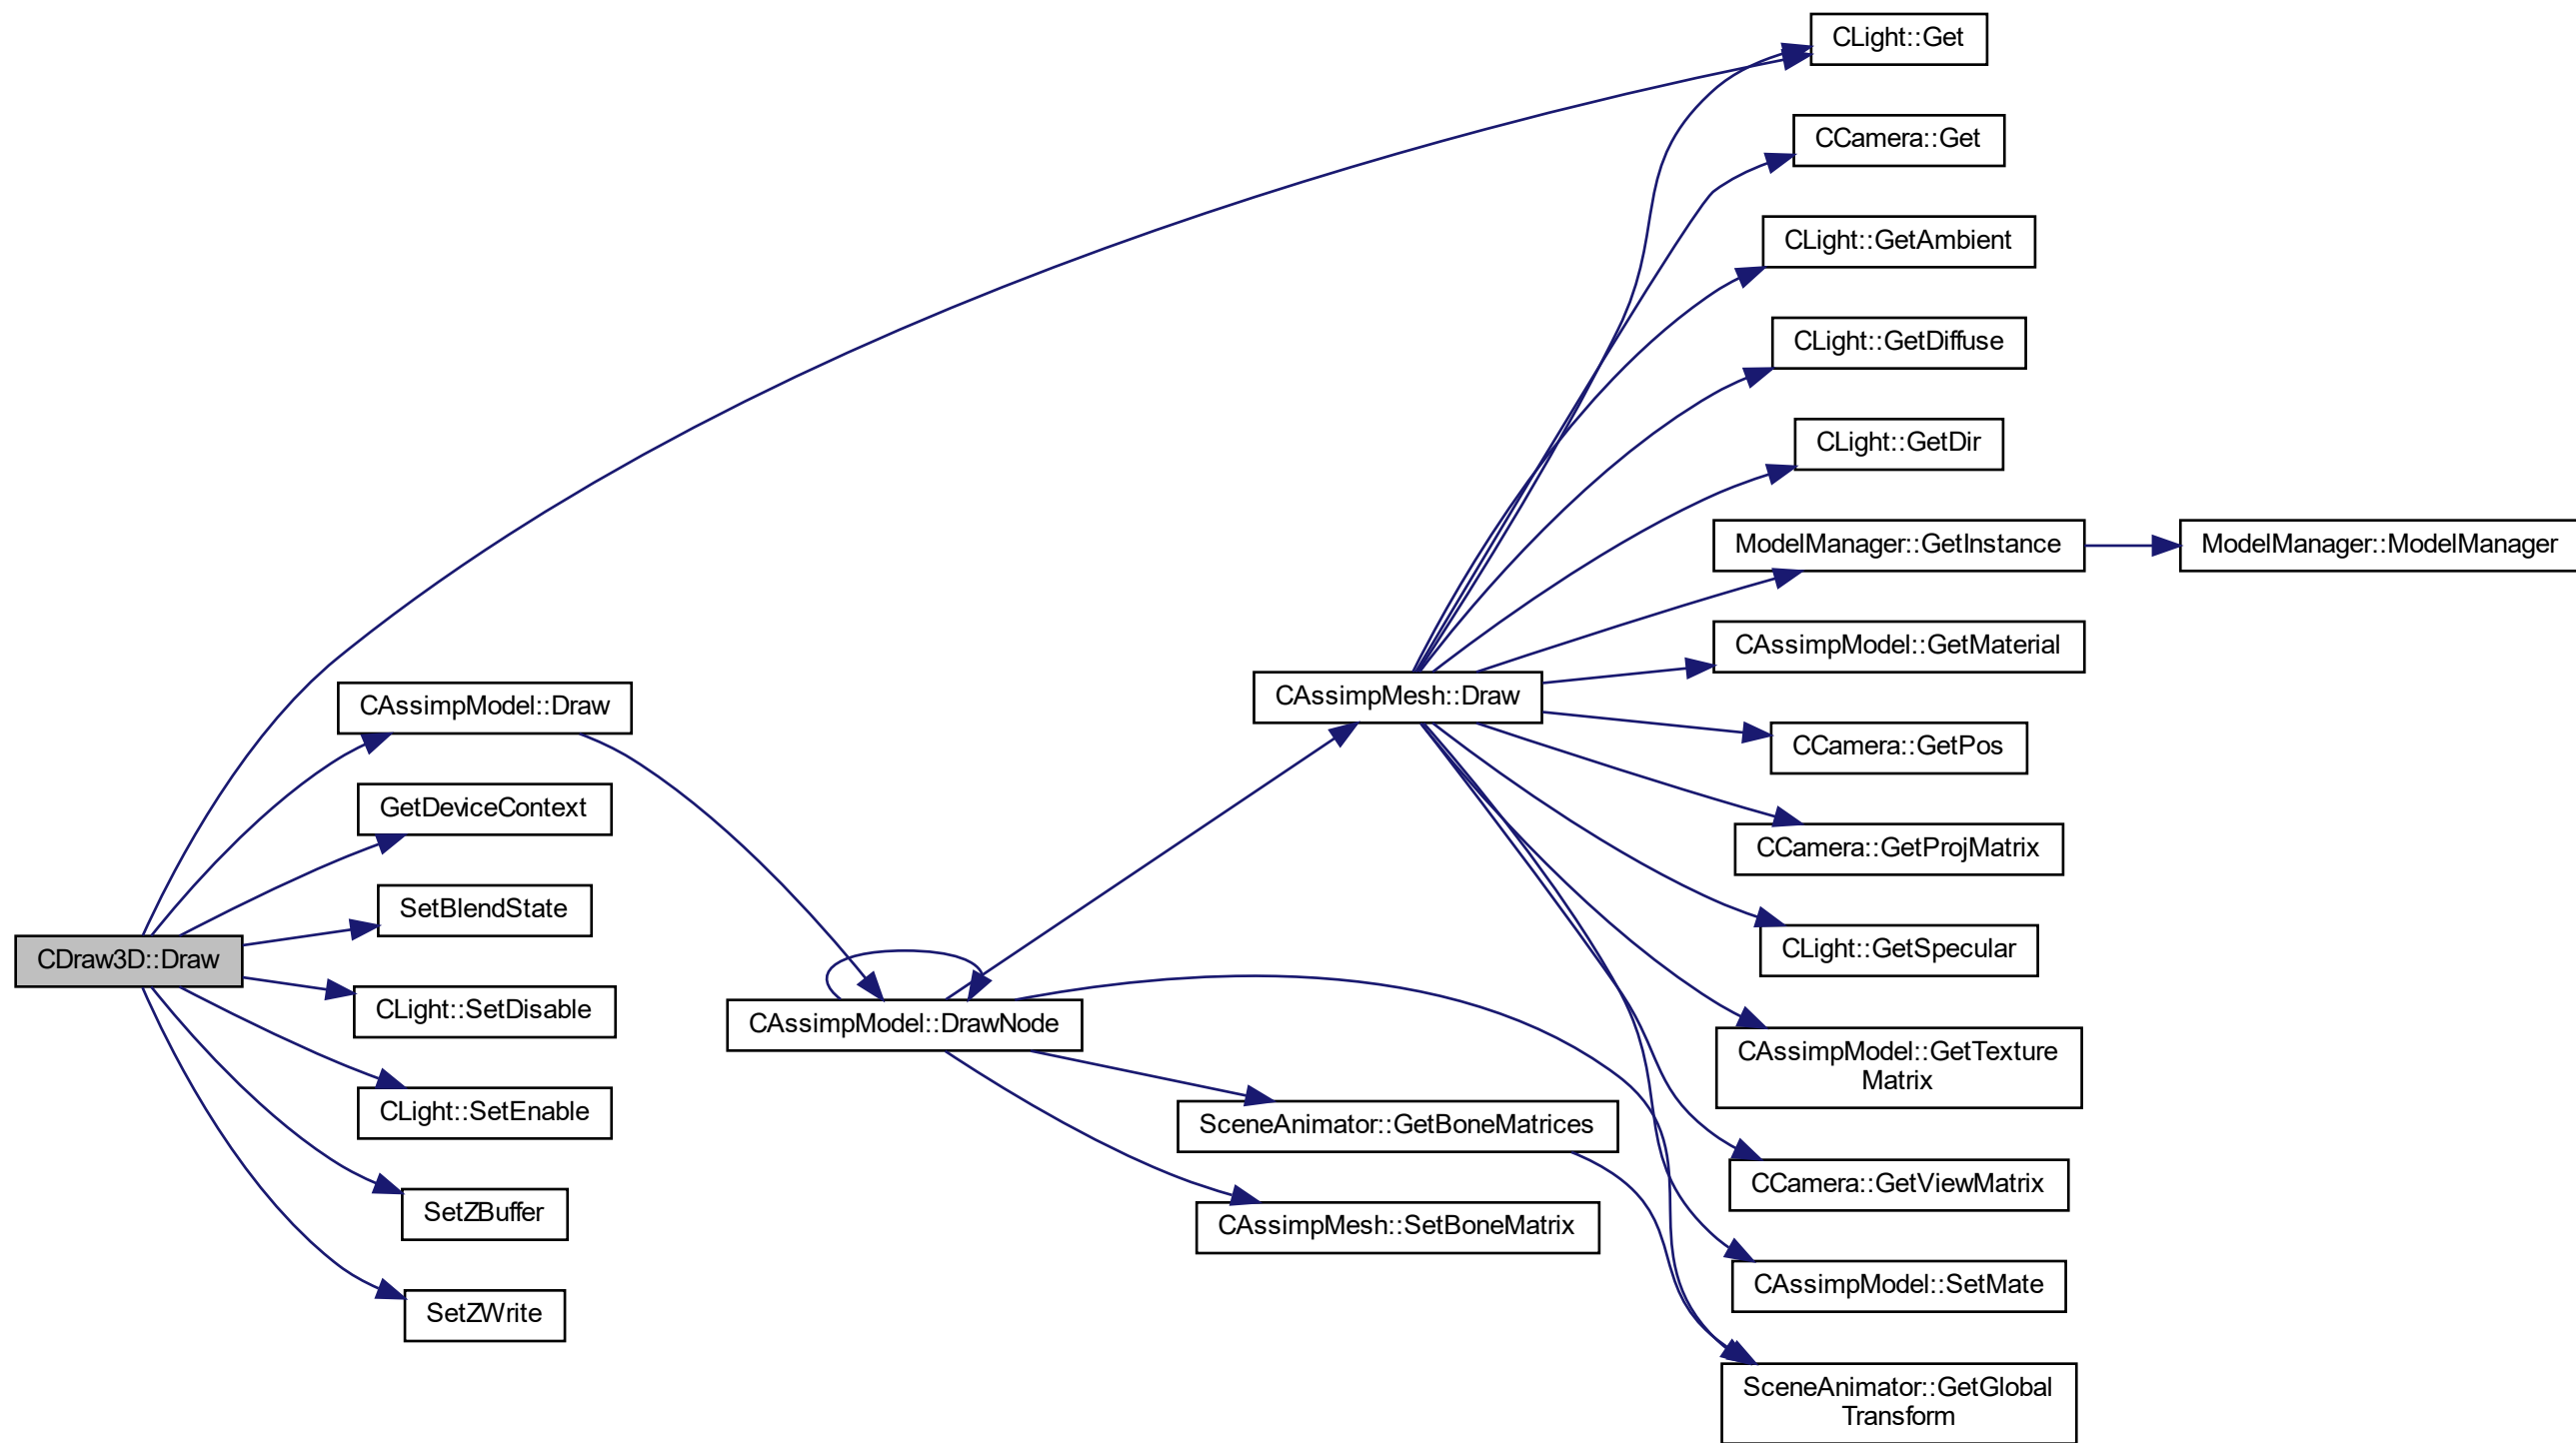 CLight::Get
CCamera::Get
CLight::GetAmbient
CLight::GetDiffuse
CLight::GetDir
ModelManager::GetInstance
ModelManager::ModelManager
CAssimpModel::GetMaterial
CAssimpMesh::Draw
CAssimpModel::Draw
CCamera::GetPos
GetDeviceContext
CCamera::GetProjMatrix
SetBlendState
CLight::GetSpecular
CDraw3D::Draw
CLight::SetDisable
CAssimpModel::DrawNode
CAssimpModel::GetTexture
Matrix
CLight::SetEnable
SceneAnimator::GetBoneMatrices
CCamera::GetViewMatrix
SetZBuffer
CAssimpMesh::SetBoneMatrix
CAssimpModel::SetMate
SetZWrite
SceneAnimator::GetGlobal
Transform